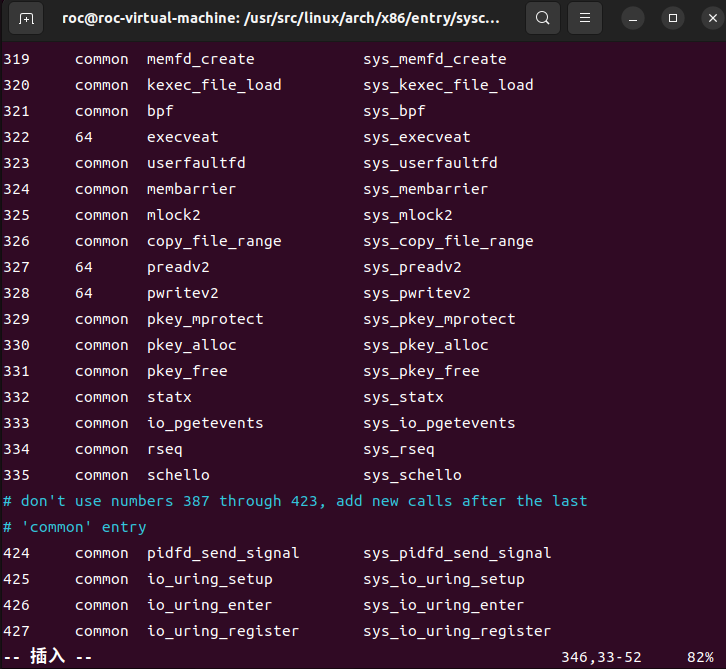 roc@roc-virtual-machine: /usr/src/linux/arch/x86/entry/sysc...
319 common memfd_create sys_memfd_create
320 common kexec_file_load sys_kexec_file_load
321 common bpf sys_bpf
322 64 execveat sys_execveat
323 common userfaultfd sys_userfaultfd
324 common membarrier sys_membarrier
325 common mlock2 sys_mlock2
326 common copy_file_range sys_copy_file_range
327 64 preadv2 sys_preadv2
328 64 pwritev2 sys_pwritev2
329 common pkey_mprotect sys_pkey_mprotect
330 common pkey_alloc sys_pkey_alloc
331 common pkey_free sys_pkey_free
332 common statx sys_statx
333 common io_pgetevents sys_io_pgetevents
334 common rseq sys_rseq
335 common schello sys_schello
# don't use numbers 387 through 423, add new calls after the last
# 'common' entry
424 common pidfd_send_signal sys_pidfd_send_signal
425 common io_uring_setup sys_io_uring_setup
426 common io_uring_enter sys_io_uring_enter
427 common io_uring_register sys_io_uring_register
-- 插入 -- 346,33-52 82%